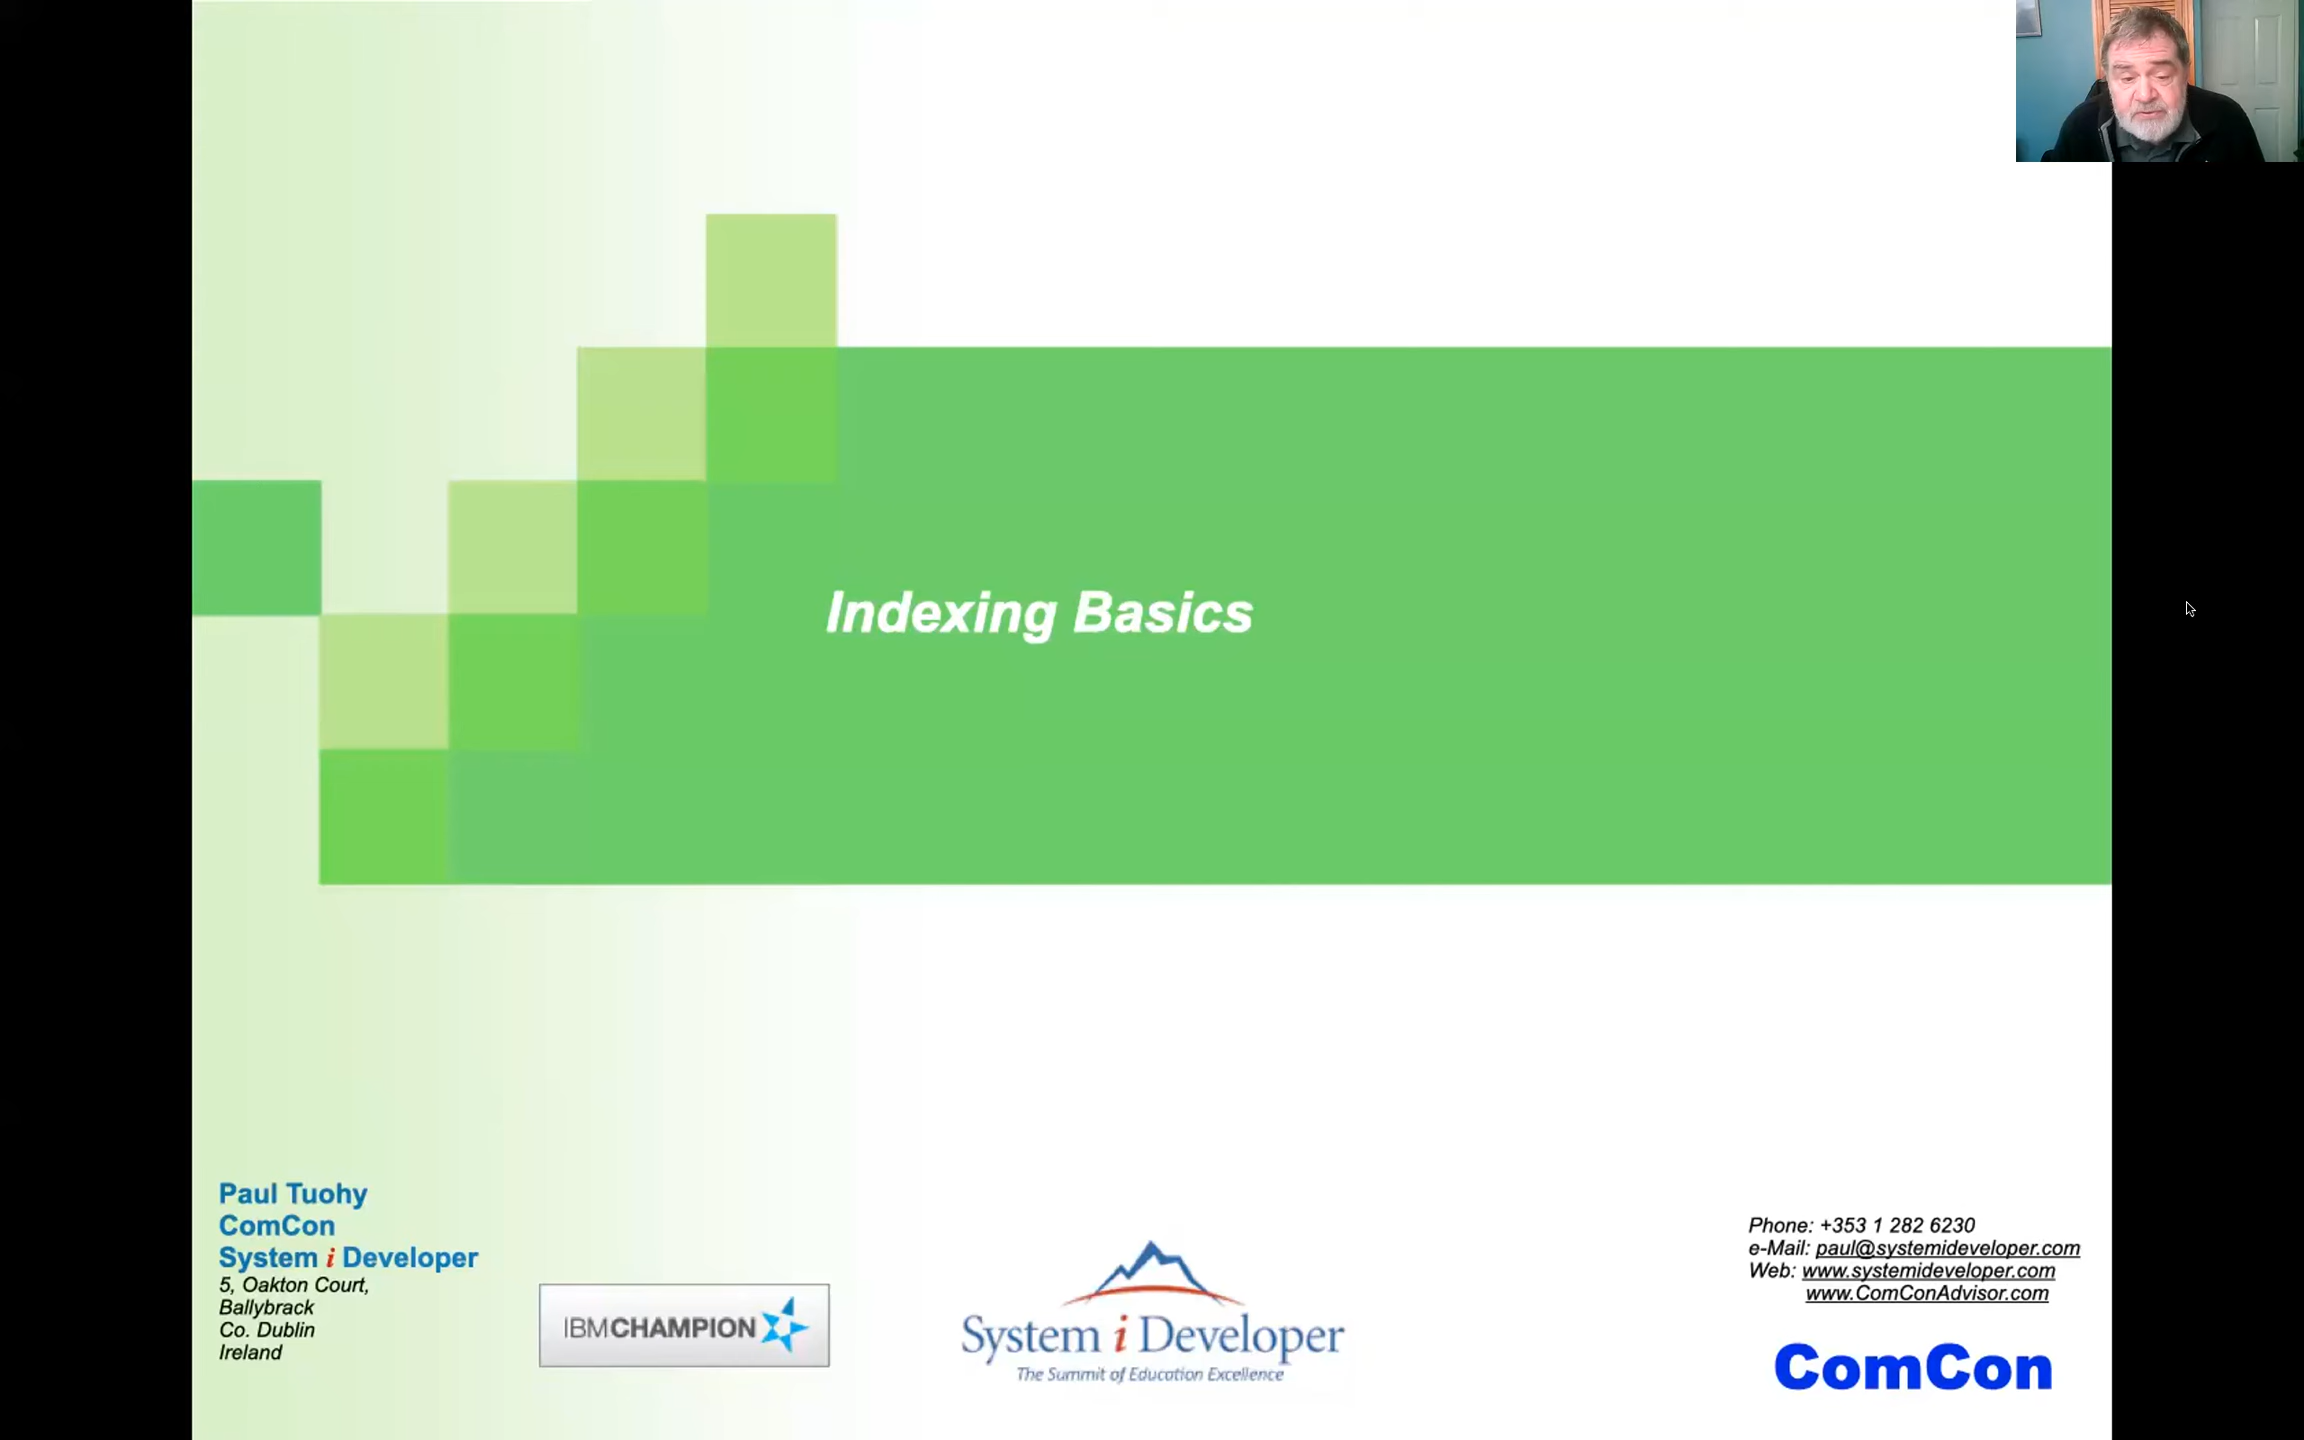 Indexing Basics
Paul Tuohy
ComCon
System i Developer
5, Oakton Court,
Ballybrack
Co. Dublin
Ireland
IBMCHAMPION
System i Developer
The Summit of Education Excellence
Phone: +353 1 282 6230
e-Mail: paul@systemideveloper.com
Web: www.systemideveloper.com
www.ComConAdvisor.com
ComCon